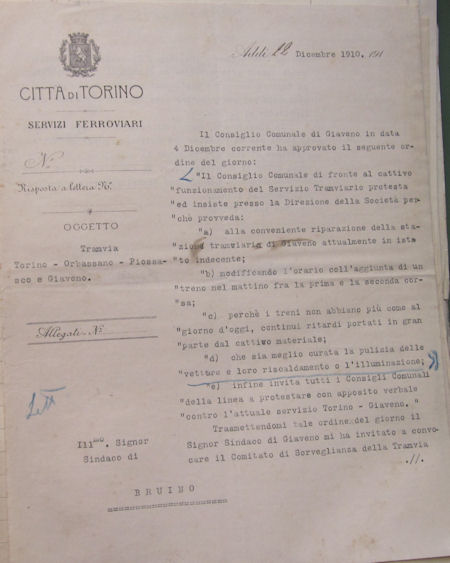 CITTÀ DI TORINO
SERVIZI FERROVIARI
N.
Risposta a lettera N.
OGGETTO
Tramvia
Torino - Orbassano - Piossa-
sco e Giaveno.
Allegati N.
Ill.mo. Signor
Sindaco di
BRUINO
Addì 22 Dicembre 1910. 191
Il Consiglio Comunale di Giaveno in data
4 Dicembre corrente ha approvato il seguente or-
dine del giorno:
"Il Consiglio Comunale di fronte al cattivo
"funzionamento del Servizio Tramviario protesta
"ed insiste presso la Direzione della Società per-
"chè provveda:
"a) alla conveniente riparazione della sta-
"zione tramviaria di Giaveno attualmente in ista
"to indecente;
"b) modificando l'orario coll'aggiunta di un
"treno nel mattino fra la prima e la seconda cor-
"sa;
"c) perchè i treni non abbiano più come al
"giorno d'oggi, continui ritardi portati in gran
"parte dal cattivo materiale;
"d) che sia meglio curata la pulizia delle
"vetture e loro riscaldamento o l'illuminazione;
"e) infine invita tutti i Consigli Comunali
"della linea a protestare con apposito verbale
"contro l'attuale servizio Torino - Giaveno. "
Trasmettendomi tale ordine del giorno il
Signor Sindaco di Giaveno mi ha invitato a convo-
care il Comitato di Sorveglianza della Tramvia
.//.